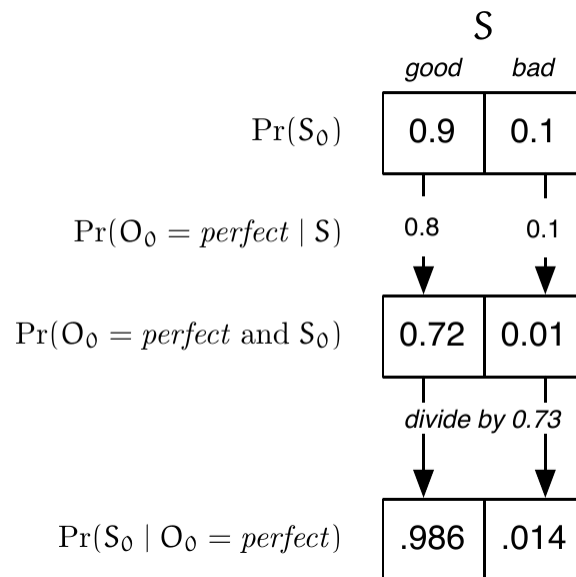 S
good bad
Pr(S₀) 0.9 0.1
Pr(O₀ = perfect | S) 0.8 0.1
Pr(O₀ = perfect and S₀) 0.72 0.01
divide by 0.73
Pr(S₀ | O₀ = perfect) .986 .014